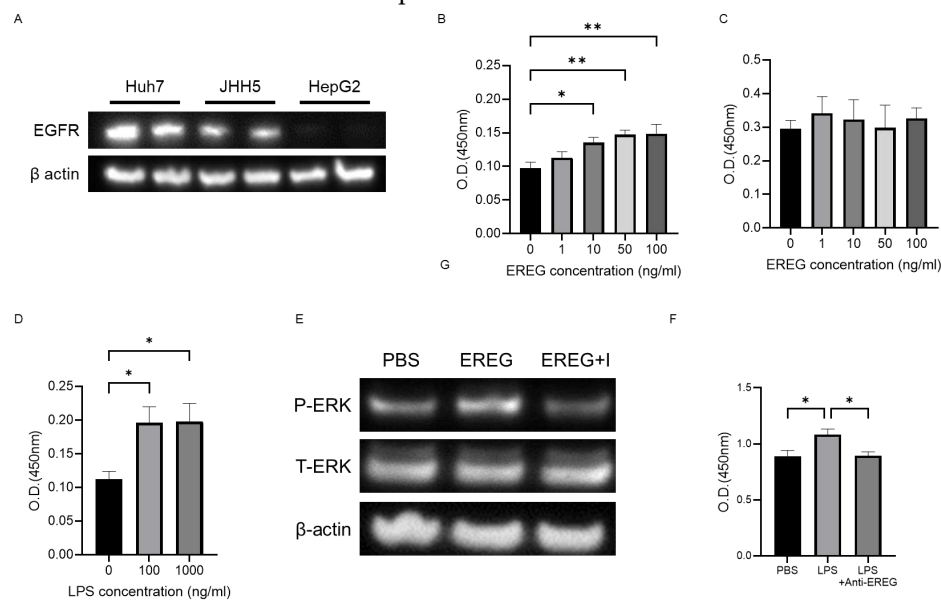 A
Huh7 JHH5 HepG2
EGFR
β actin
B
**
**
*
O.D.(450nm)
0.25
0.20
0.15
0.10
0.05
0.00
0 1 10 50 100
EREG concentration (ng/ml)
C
O.D.(450nm)
0.5
0.4
0.3
0.2
0.1
0.0
0 1 10 50 100
EREG concentration (ng/ml)
G
D
*
*
O.D.(450nm)
0.25
0.20
0.15
0.10
0.05
0.00
0 100 1000
LPS concentration (ng/ml)
E
PBS EREG EREG+I
P-ERK
T-ERK
β-actin
F
* *
O.D.(450nm)
1.5
1.0
0.5
0.0
PBS LPS LPS
+Anti-EREG